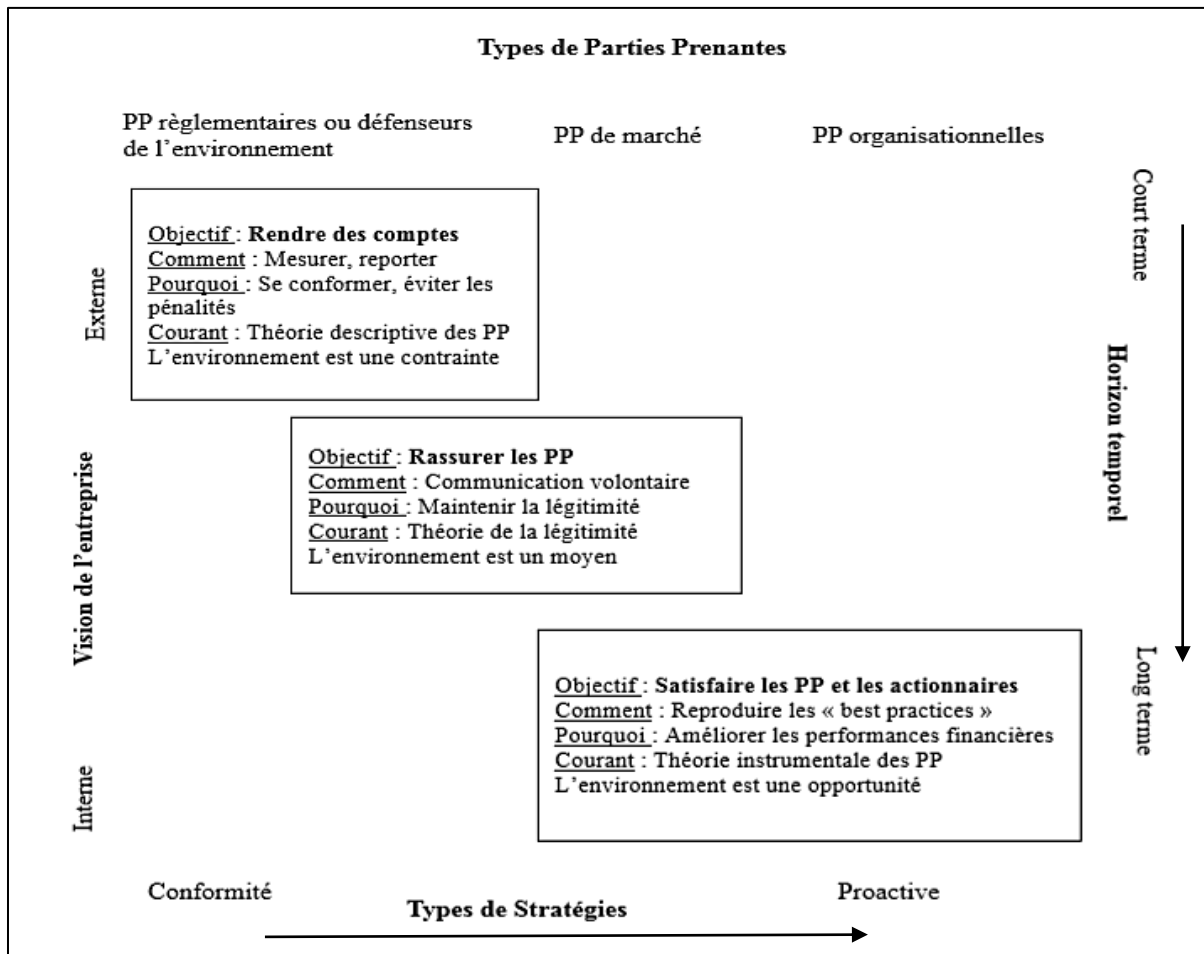 Types de Parties Prenantes
PP règlementaires ou défenseurs
de l'environnement
PP de marché
PP organisationnelles
Court terme
Externe
Objectif : Rendre des comptes
Comment : Mesurer, reporter
Pourquoi : Se conformer, éviter les
pénalités
Courant : Théorie descriptive des PP
L'environnement est une contrainte
Horizon temporel
Vision de l'entreprise
Objectif : Rassurer les PP
Comment : Communication volontaire
Pourquoi : Maintenir la légitimité
Courant : Théorie de la légitimité
L'environnement est un moyen
Long terme
Interne
Objectif : Satisfaire les PP et les actionnaires
Comment : Reproduire les « best practices »
Pourquoi : Améliorer les performances financières
Courant : Théorie instrumentale des PP
L'environnement est une opportunité
Conformité
Types de Stratégies
Proactive